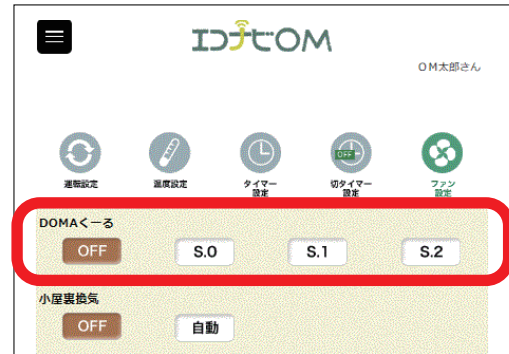 エコナビOM
OM太郎さん
OFF
運転設定 温度設定 タイマー設定 切タイマー設定 ファン設定
DOMAくーる
OFF S.0 S.1 S.2
小屋裏換気
OFF 自動